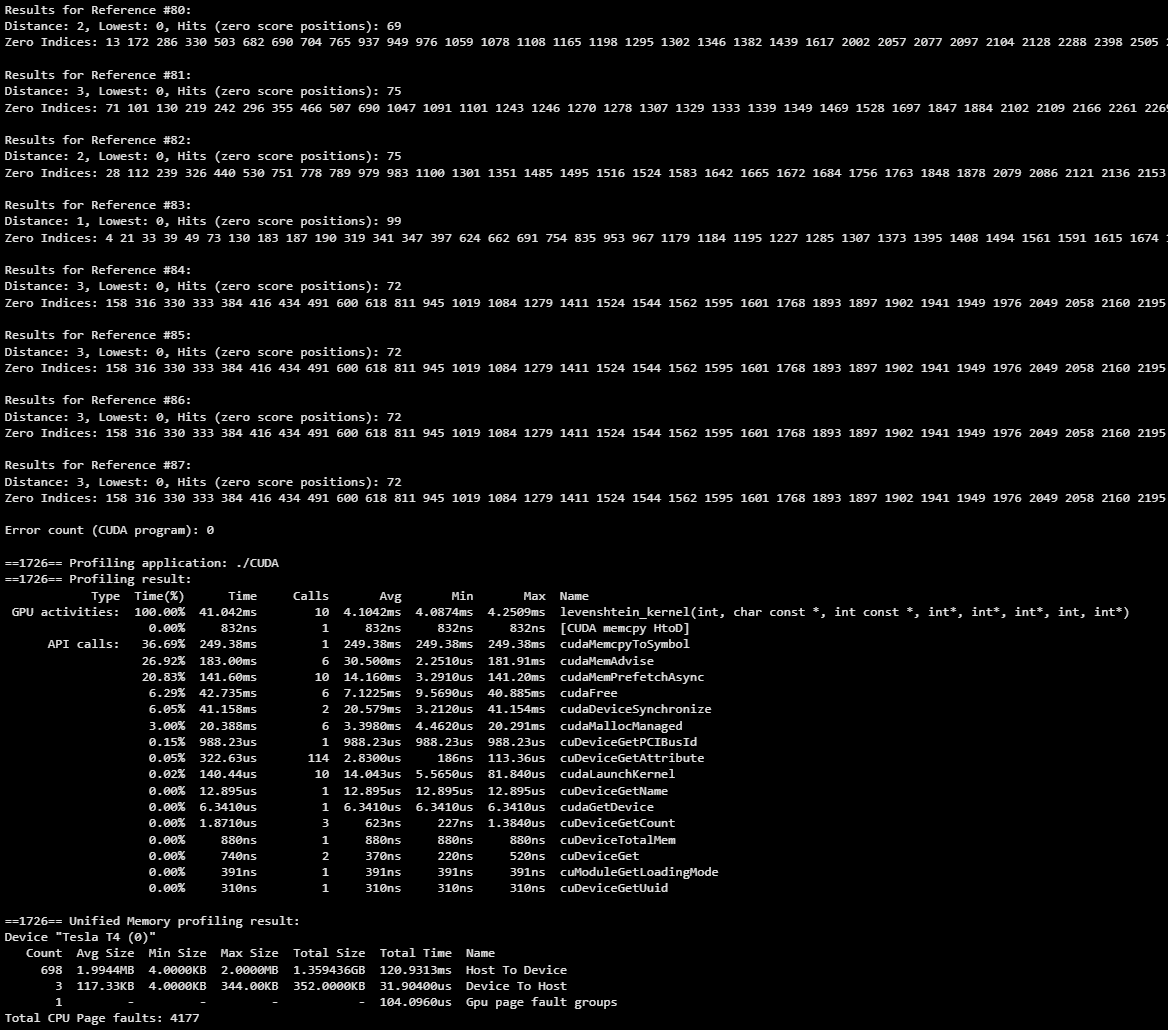 Results for Reference #80:
Distance: 2, Lowest: 0, Hits (zero score positions): 69
Zero Indices: 13 172 286 330 503 682 690 704 765 937 949 976 1059 1078 1108 1165 1198 1295 1302 1346 1382 1439 1617 2002 2057 2077 2097 2104 2128 2288 2398 2505
Results for Reference #81:
Distance: 3, Lowest: 0, Hits (zero score positions): 75
Zero Indices: 71 101 130 219 242 296 355 466 507 690 1047 1091 1101 1243 1246 1270 1278 1307 1329 1333 1339 1349 1469 1528 1697 1847 1884 2102 2109 2166 2261 2269
Results for Reference #82:
Distance: 2, Lowest: 0, Hits (zero score positions): 75
Zero Indices: 28 112 239 326 440 530 751 778 789 979 983 1100 1301 1351 1485 1495 1516 1524 1583 1642 1665 1672 1684 1756 1763 1848 1878 2079 2086 2121 2136 2153
Results for Reference #83:
Distance: 1, Lowest: 0, Hits (zero score positions): 99
Zero Indices: 4 21 33 39 49 73 130 183 187 190 319 341 347 397 624 662 691 754 835 953 967 1179 1184 1195 1227 1285 1307 1373 1395 1408 1494 1561 1591 1615 1674
Results for Reference #84:
Distance: 3, Lowest: 0, Hits (zero score positions): 72
Zero Indices: 158 316 330 333 384 416 434 491 600 618 811 945 1019 1084 1279 1411 1524 1544 1562 1595 1601 1768 1893 1897 1902 1941 1949 1976 2049 2058 2160 2195
Results for Reference #85:
Distance: 3, Lowest: 0, Hits (zero score positions): 72
Zero Indices: 158 316 330 333 384 416 434 491 600 618 811 945 1019 1084 1279 1411 1524 1544 1562 1595 1601 1768 1893 1897 1902 1941 1949 1976 2049 2058 2160 2195
Results for Reference #86:
Distance: 3, Lowest: 0, Hits (zero score positions): 72
Zero Indices: 158 316 330 333 384 416 434 491 600 618 811 945 1019 1084 1279 1411 1524 1544 1562 1595 1601 1768 1893 1897 1902 1941 1949 1976 2049 2058 2160 2195
Results for Reference #87:
Distance: 3, Lowest: 0, Hits (zero score positions): 72
Zero Indices: 158 316 330 333 384 416 434 491 600 618 811 945 1019 1084 1279 1411 1524 1544 1562 1595 1601 1768 1893 1897 1902 1941 1949 1976 2049 2058 2160 2195
Error count (CUDA program): 0
==1726== Profiling application: ./CUDA
==1726== Profiling result:
Type Time(%) Time Calls Avg Min Max Name
GPU activities: 100.00% 41.042ms 10 4.1042ms 4.0874ms 4.2509ms levenshtein_kernel(int, char const *, int const *, int*, int*, int*, int, int*)
0.00% 832ns 1 832ns 832ns 832ns [CUDA memcpy HtoD]
API calls: 36.69% 249.38ms 1 249.38ms 249.38ms 249.38ms cudaMemcpyToSymbol
26.92% 183.00ms 6 30.500ms 2.2510us 181.91ms cudaMemAdvise
20.83% 141.60ms 10 14.160ms 3.2910us 141.20ms cudaMemPrefetchAsync
6.29% 42.735ms 6 7.1225ms 9.5690us 40.885ms cudaFree
6.05% 41.158ms 2 20.579ms 3.2120us 41.154ms cudaDeviceSynchronize
3.00% 20.388ms 6 3.3980ms 4.4620us 20.291ms cudaMallocManaged
0.15% 988.23us 1 988.23us 988.23us 988.23us cuDeviceGetPCIBusId
0.05% 322.63us 114 2.8300us 186ns 113.36us cuDeviceGetAttribute
0.02% 140.44us 10 14.043us 5.5650us 81.840us cudaLaunchKernel
0.00% 12.895us 1 12.895us 12.895us 12.895us cuDeviceGetName
0.00% 6.3410us 1 6.3410us 6.3410us 6.3410us cudaGetDevice
0.00% 1.8710us 3 623ns 227ns 1.3840us cuDeviceGetCount
0.00% 880ns 1 880ns 880ns 880ns cuDeviceTotalMem
0.00% 740ns 2 370ns 220ns 520ns cuDeviceGet
0.00% 391ns 1 391ns 391ns 391ns cuModuleGetLoadingMode
0.00% 310ns 1 310ns 310ns 310ns cuDeviceGetUuid
==1726== Unified Memory profiling result:
Device "Tesla T4 (0)"
Count Avg Size Min Size Max Size Total Size Total Time Name
698 1.9944MB 4.0000KB 2.0000MB 1.359436GB 120.9313ms Host To Device
3 117.33KB 4.0000KB 344.00KB 352.0000KB 31.90400us Device To Host
1 - - - - 104.0960us Gpu page fault groups
Total CPU Page faults: 4177